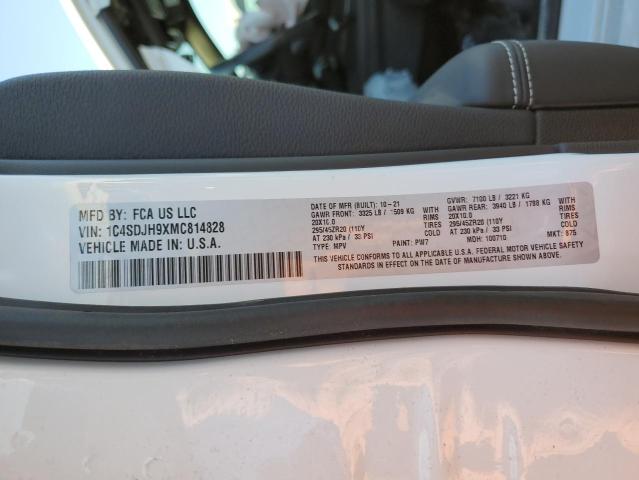 MFD BY: FCA US LLC
VIN: 1C4SDJH9XMC814828
VEHICLE MADE IN: U.S.A.
DATE OF MFR (BUILT): 10-21
GAWR FRONT: 3325 LB / 1509 KG WITH
20X10.0 RIMS
295/45ZR20 (110Y TIRES
AT 230 kPa / 33 PSI COLD
TYPE: MPV PAINT: PW7
GVWR: 7100 LB / 3221 KG
GAWR REAR: 3940 LB / 1788 KG WITH
20X10.0 RIMS
295/45ZR20 (110Y TIRES
AT 230 kPa / 33 PSI COLD
MDH: 100710 MKT: 875
THIS VEHICLE CONFORMS TO ALL APPLICABLE U.S.A. FEDERAL MOTOR VEHICLE SAFETY
STANDARDS IN EFFECT ON THE DATE OF MANUFACTURE SHOWN ABOVE.